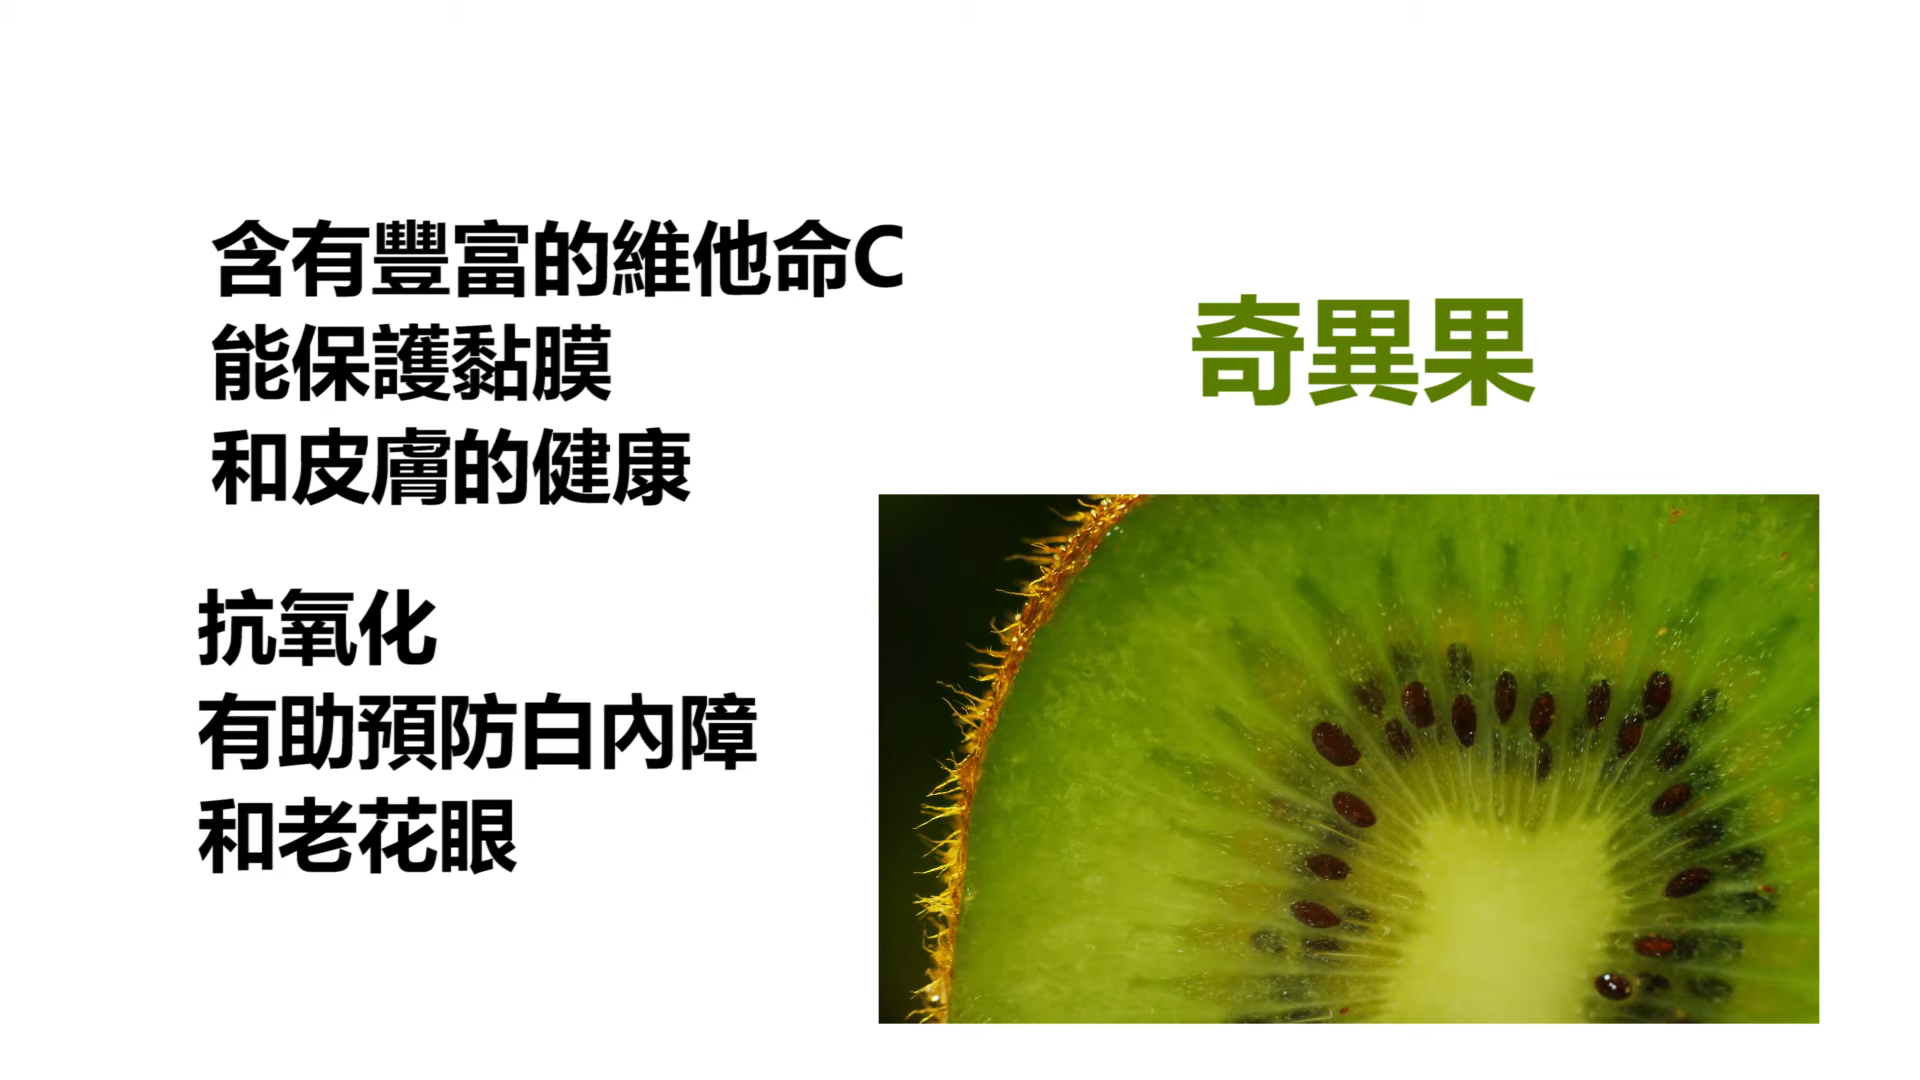 含有豐富的維他命C
能保護黏膜
和皮膚的健康
抗氧化
有助預防白內障
和老花眼
奇異果